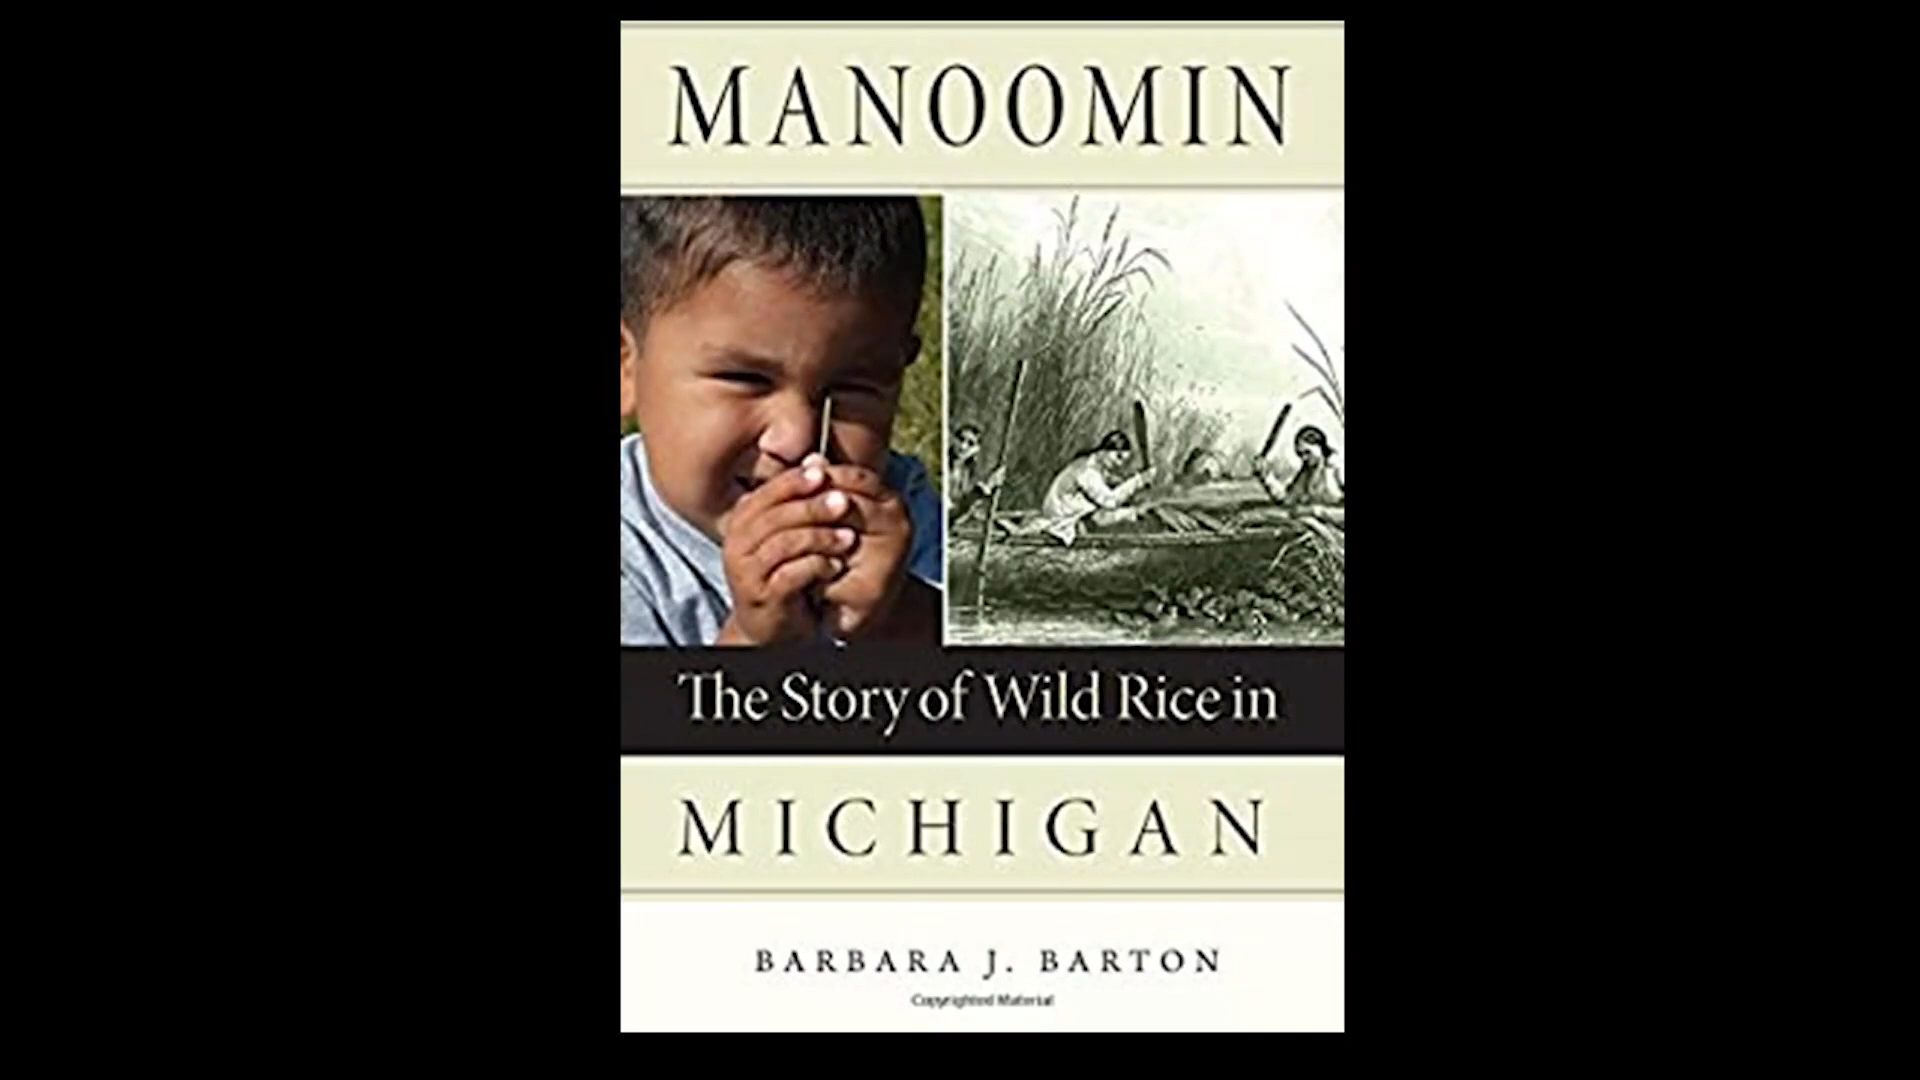 MANOOMIN
The Story of Wild Rice in
MICHIGAN
BARBARA J. BARTON
Copyrighted Material